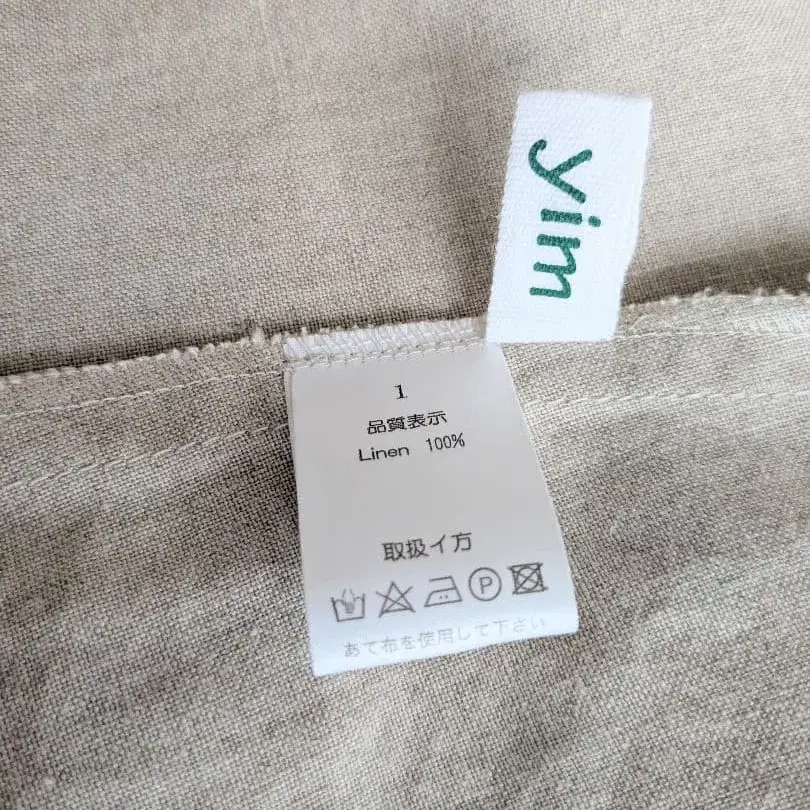 yim
1
品質表示
Linen 100%
取扱イ方
P
あて布を使用して下さい